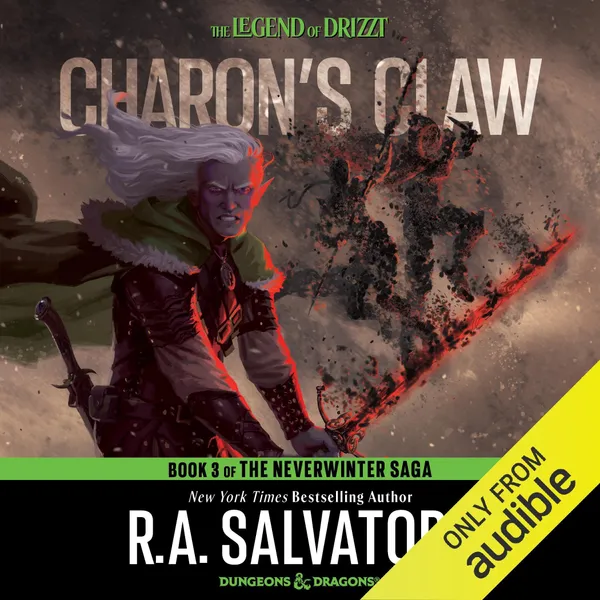 THE LEGEND OF DRIZZT
CHARON'S CLAW
BOOK 3 OF THE NEVERWINTER SAGA
New York Times Bestselling Author
R.A. SALVATOR
DUNGEONS & DRAGONS®
ONLY FROM
audible